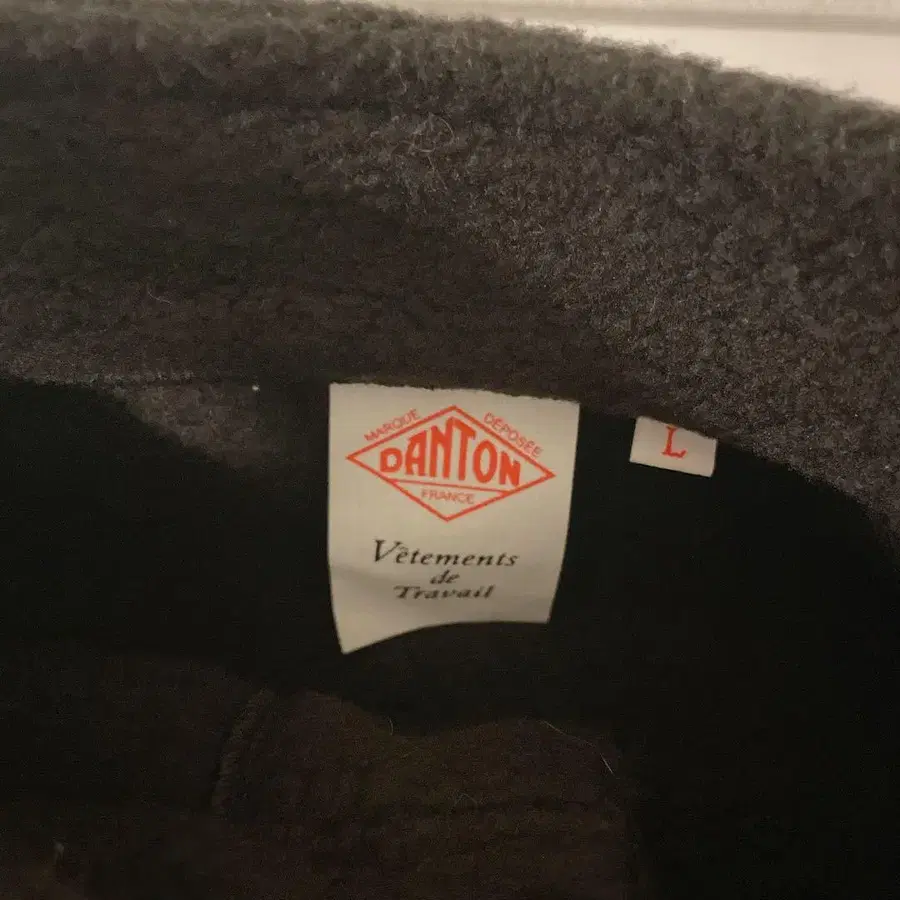 MARQUE DÉPOSÉE
DANTON
FRANCE
Vêtements
de
Travail
L